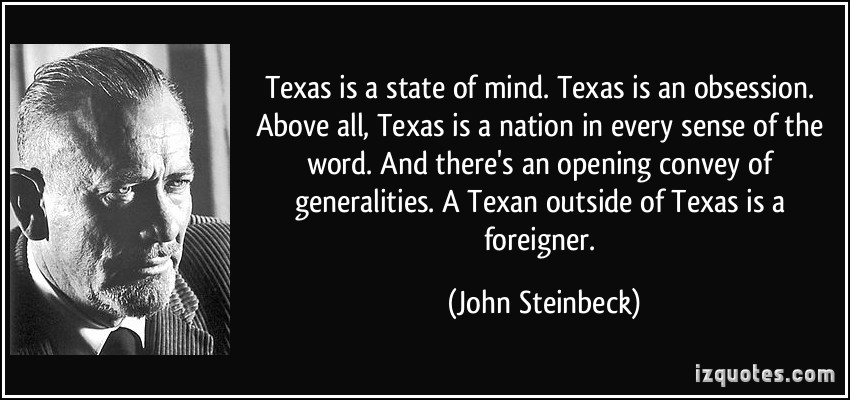 Texas is a state of mind. Texas is an obsession.
Above all, Texas is a nation in every sense of the
word. And there's an opening convey of
generalities. A Texan outside of Texas is a
foreigner.
(John Steinbeck)
izquotes.com